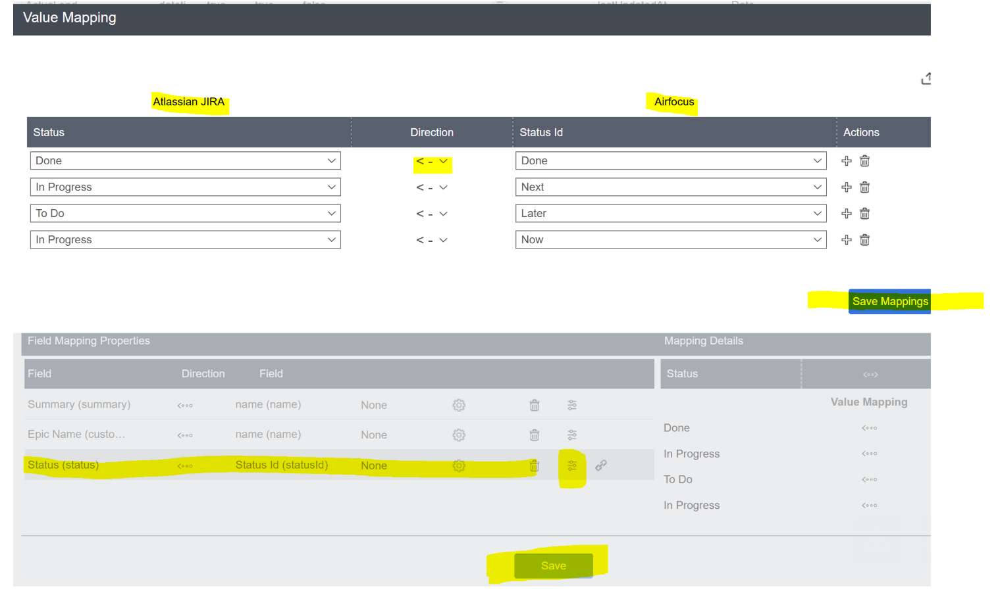 Value Mapping
Atlassian JIRA Airfocus
Status Direction Status Id Actions
Done < - Done
In Progress < - Next
To Do < - Later
In Progress < - Now
Save Mappings
Field Mapping Properties Mapping Details
Field Direction Field Status
Summary (summary) name (name) None Value Mapping
Epic Name (custo... name (name) None Done
Status (status) Status Id (statusId) None In Progress
To Do
In Progress
Save